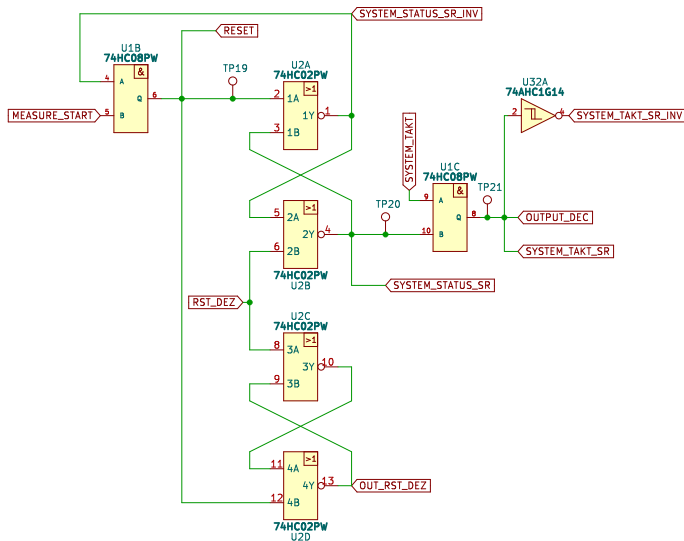 SYSTEM_STATUS_SR_INV
RESET
U1B
74HC08PW
&
4 A
Q 6
MEASURE_START
5 B
TP19
U2A
74HC02PW
>1
2 1A
1Y 1
3 1B
U32A
74AHC1G14
2
4
SYSTEM_TAKT_SR_INV
SYSTEM_TAKT
U1C
74HC08PW
&
9 A
Q 8
10 B
TP21
OUTPUT_DEC
SYSTEM_TAKT_SR
TP20
>1
5 2A
2Y 4
6 2B
74HC02PW
U2B
SYSTEM_STATUS_SR
RST_DEZ
U2C
74HC02PW
>1
8 3A
3Y 10
9 3B
>1
11 4A
4Y 13
OUT_RST_DEZ
12 4B
74HC02PW
U2D